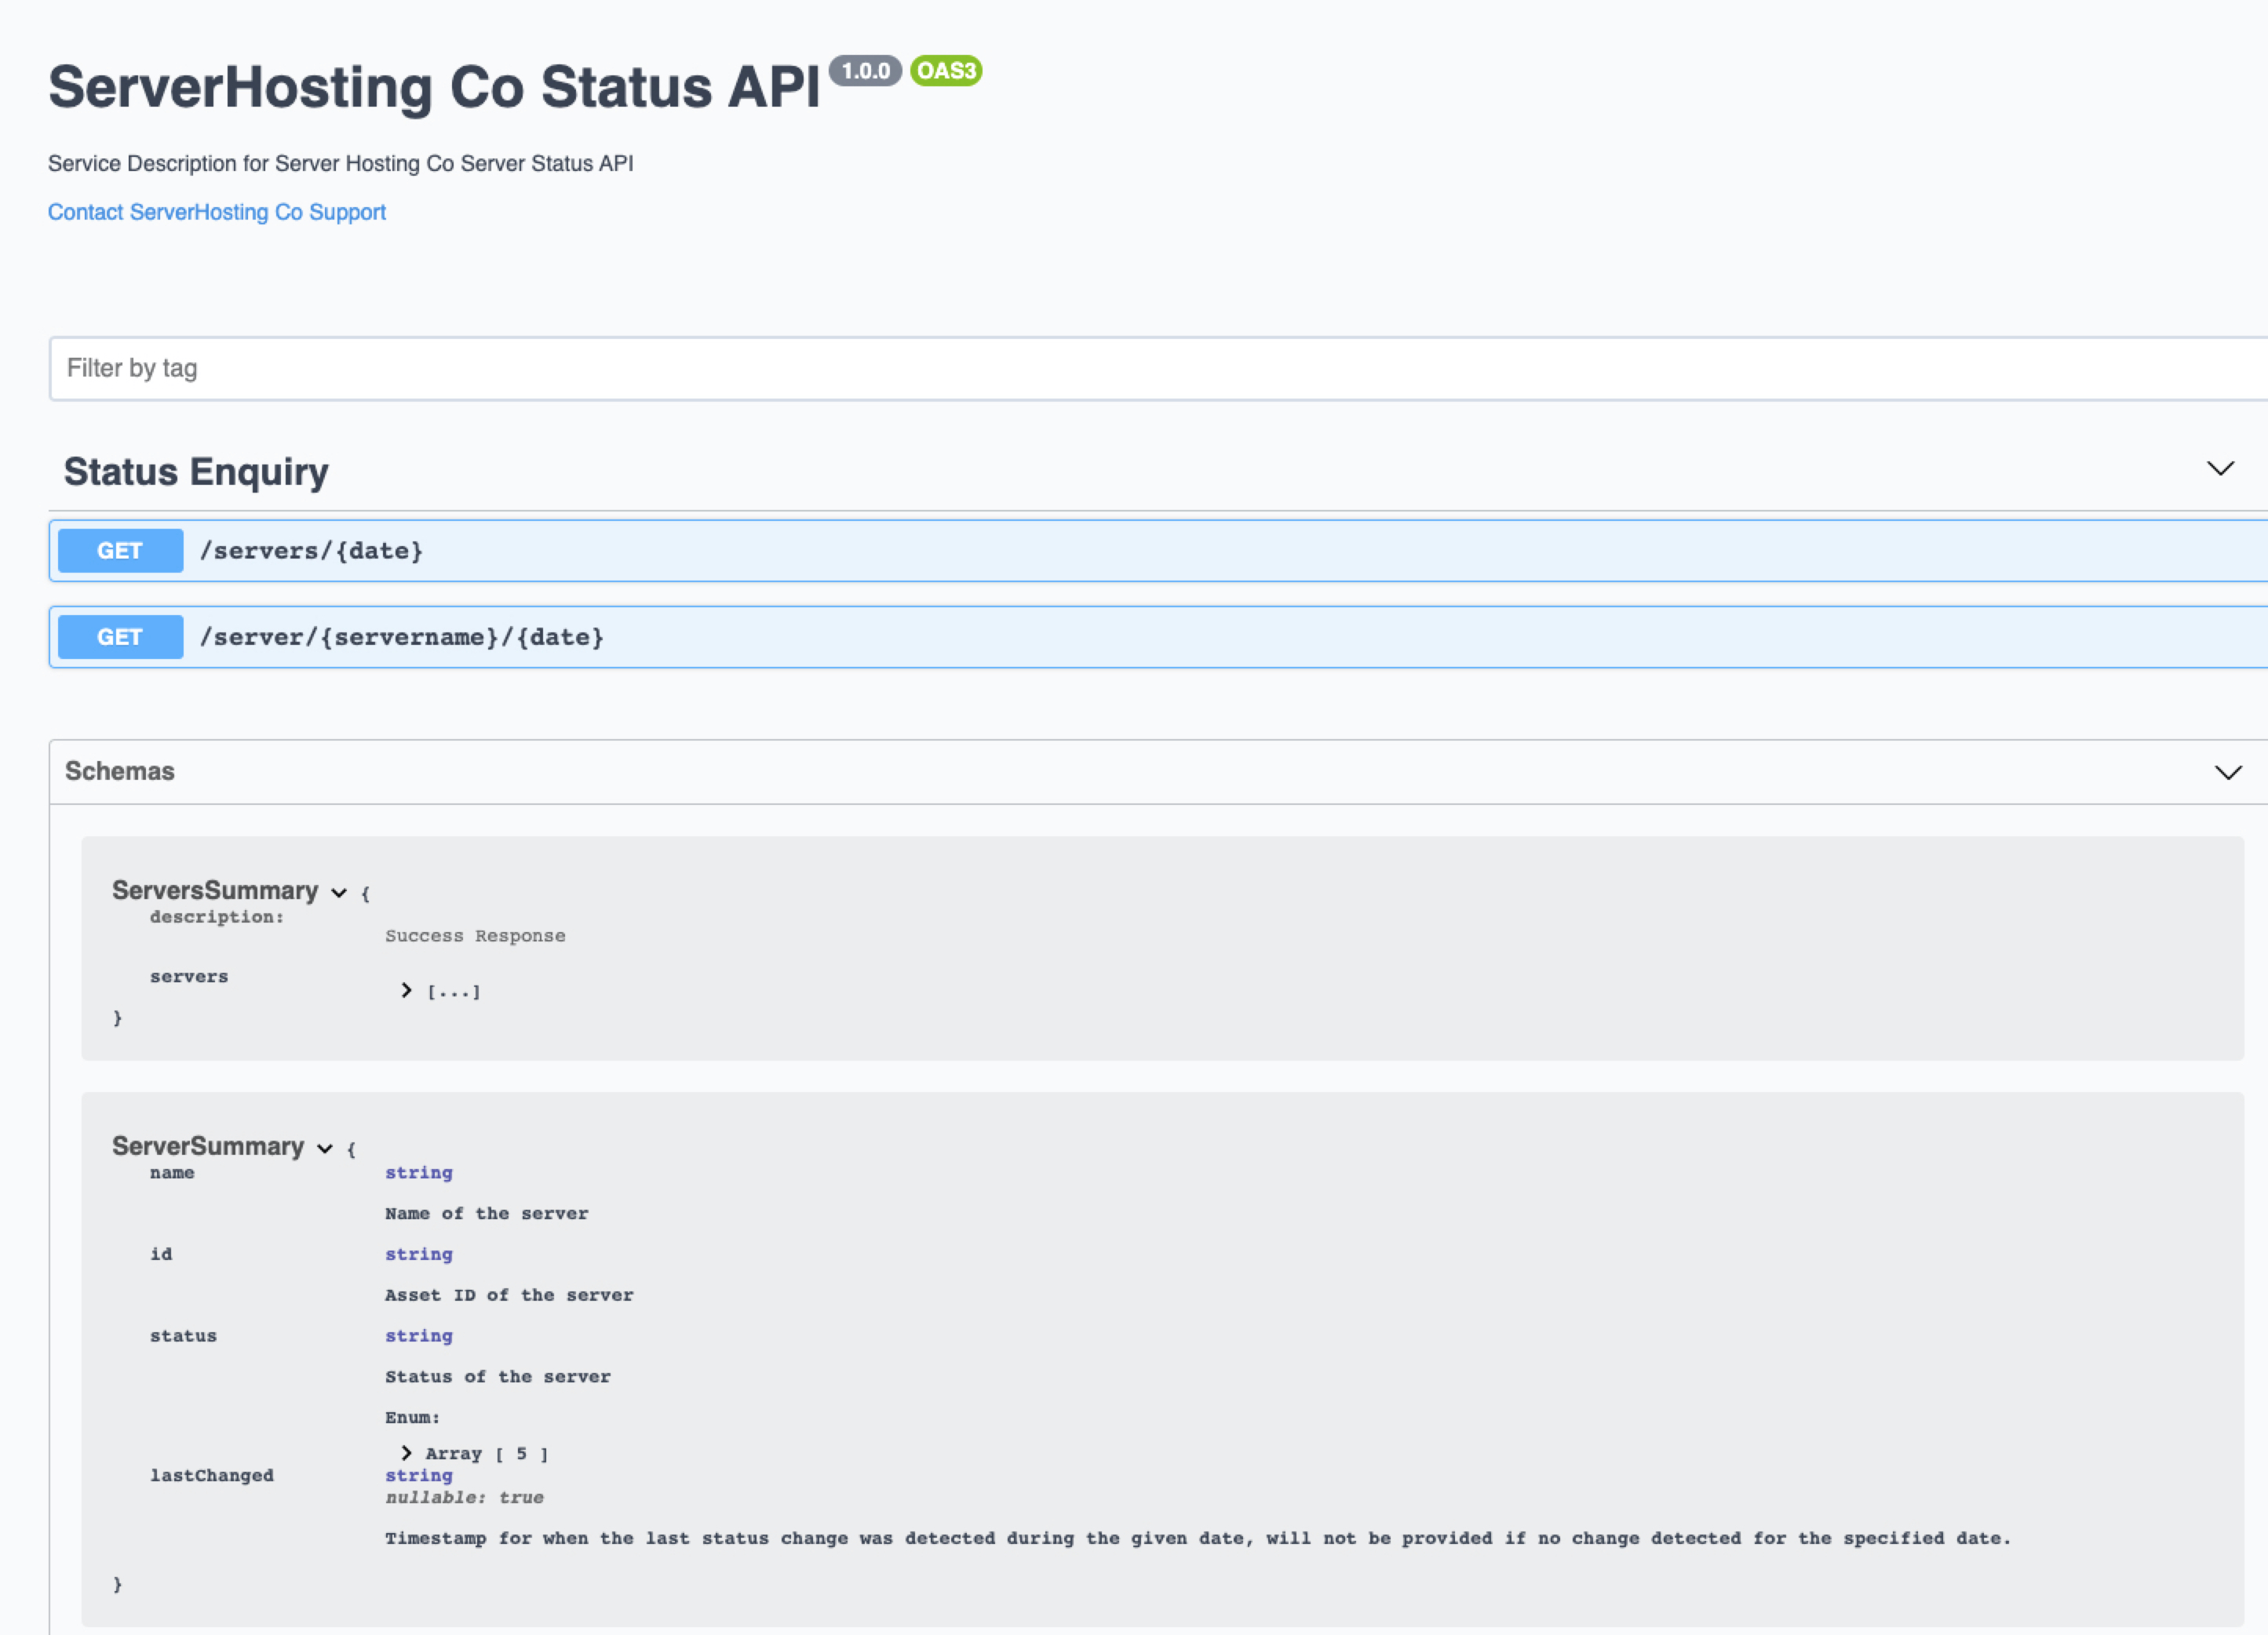 ServerHosting Co Status API 1.0.0 OAS3
Service Description for Server Hosting Co Server Status API
Contact ServerHosting Co Support
Filter by tag
Status Enquiry
GET /servers/{date}
GET /server/{servername}/{date}
Schemas
ServersSummary {
description:
Success Response
servers
[...]
}
ServerSummary {
name string
Name of the server
id string
Asset ID of the server
status string
Status of the server
Enum:
Array [ 5 ]
lastChanged string
nullable: true
Timestamp for when the last status change was detected during the given date, will not be provided if no change detected for the specified date.
}